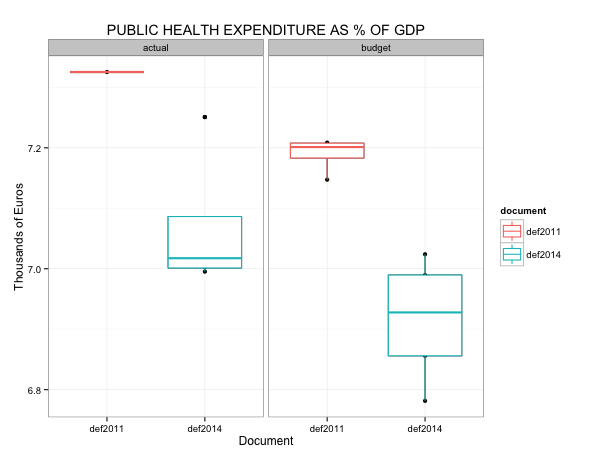 PUBLIC HEALTH EXPENDITURE AS % OF GDP
actual
budget
7.2
7.0
6.8
Thousands of Euros
def2011
def2014
def2011
def2014
Document
document
def2011
def2014